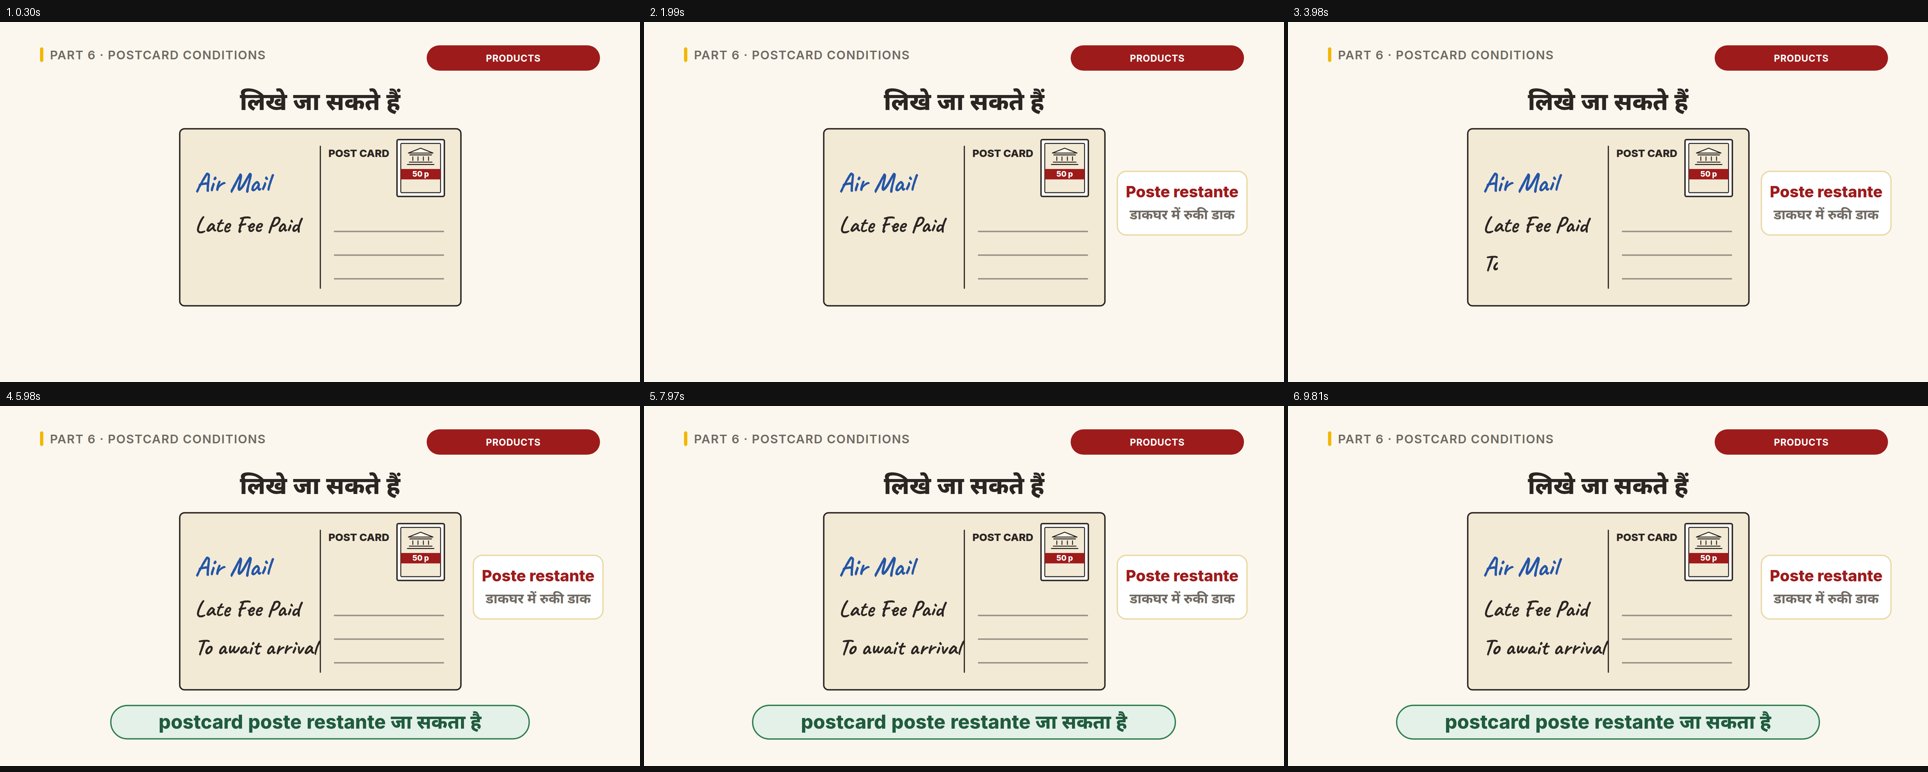 1. 0.30s
PART 6 · POSTCARD CONDITIONS
PRODUCTS
लिखे जा सकते हैं
POST CARD
50 p
Air Mail
Late Fee Paid
2. 1.99s
PART 6 · POSTCARD CONDITIONS
PRODUCTS
लिखे जा सकते हैं
POST CARD
50 p
Air Mail
Late Fee Paid
Poste restante
डाकघर में रुकी डाक
3. 3.98s
PART 6 · POSTCARD CONDITIONS
PRODUCTS
लिखे जा सकते हैं
POST CARD
50 p
Air Mail
Late Fee Paid
To
Poste restante
डाकघर में रुकी डाक
4. 5.98s
PART 6 · POSTCARD CONDITIONS
PRODUCTS
लिखे जा सकते हैं
POST CARD
50 p
Air Mail
Late Fee Paid
To await arrival
Poste restante
डाकघर में रुकी डाक
postcard poste restante जा सकता है
5. 7.97s
PART 6 · POSTCARD CONDITIONS
PRODUCTS
लिखे जा सकते हैं
POST CARD
50 p
Air Mail
Late Fee Paid
To await arrival
Poste restante
डाकघर में रुकी डाक
postcard poste restante जा सकता है
6. 9.81s
PART 6 · POSTCARD CONDITIONS
PRODUCTS
लिखे जा सकते हैं
POST CARD
50 p
Air Mail
Late Fee Paid
To await arrival
Poste restante
डाकघर में रुकी डाक
postcard poste restante जा सकता है